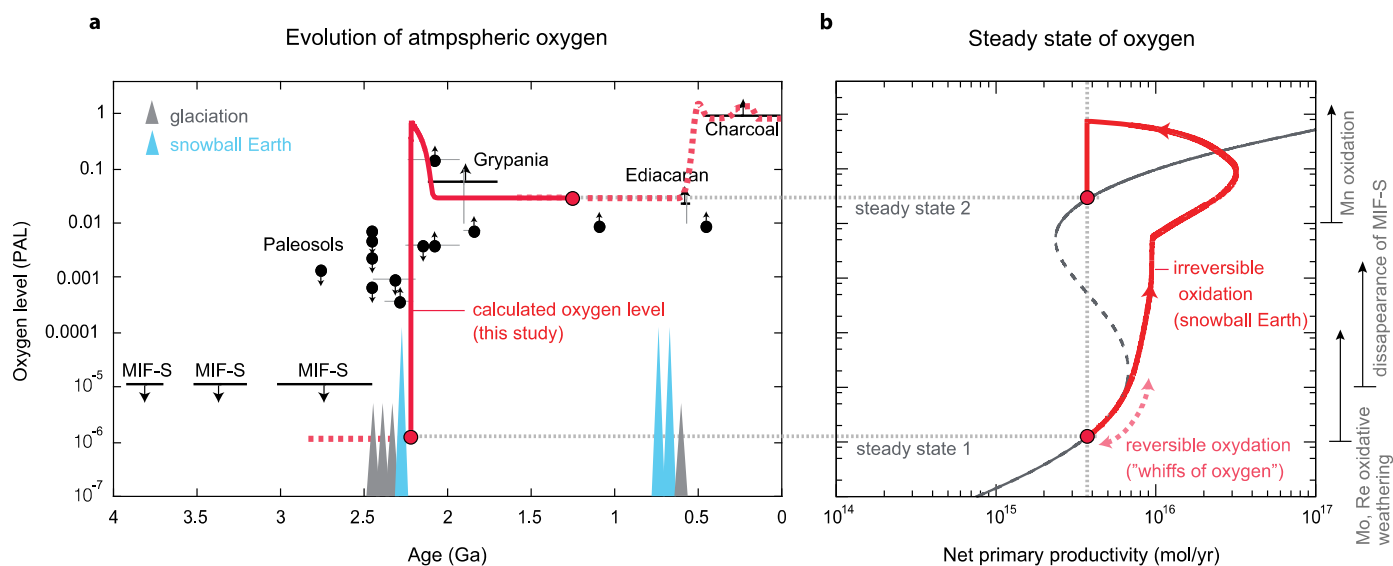 a
Evolution of atmpspheric oxygen
glaciation
snowball Earth
Oxygen level (PAL)
1
0.1
0.01
0.001
0.0001
10⁻⁵
10⁻⁶
10⁻⁷
Charcoal
Grypania
Ediacaran
Paleosols
calculated oxygen level
(this study)
MIF-S
MIF-S
MIF-S
4
3.5
3
2.5
2
1.5
1
0.5
0
Age (Ga)
b
Steady state of oxygen
steady state 2
irreversible
oxidation
(snowball Earth)
steady state 1
reversible oxydation
("whiffs of oxygen")
10¹⁴
10¹⁵
10¹⁶
10¹⁷
Net primary productivity (mol/yr)
Mn oxidation
dissapearance of MIF-S
Mo, Re oxidative
weathering